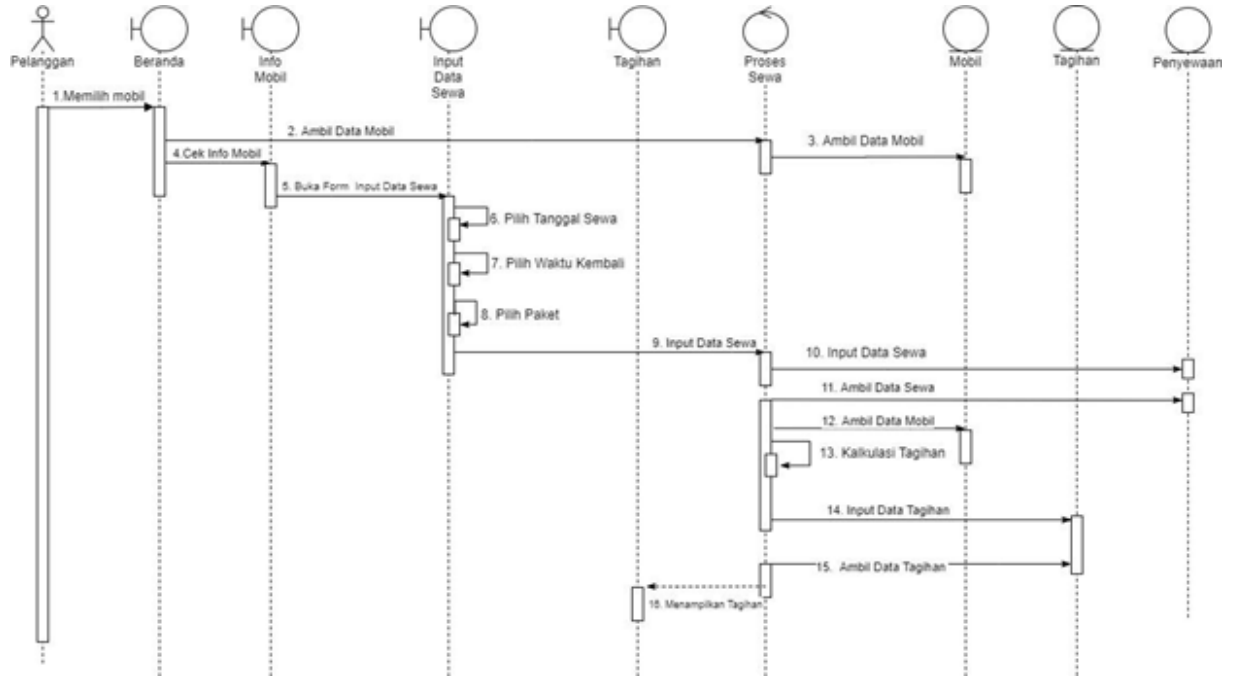 Pelanggan
Beranda
Info
Mobil
Input
Data
Sewa
Tagihan
Proses
Sewa
Mobil
Tagihan
Penyewaan
1.Memilih mobil
2. Ambil Data Mobil
3. Ambil Data Mobil
4.Cek Info Mobil
5. Buka Form Input Data Sewa
6. Pilih Tanggal Sewa
7. Pilih Waktu Kembali
8. Pilih Paket
9. Input Data Sewa
10. Input Data Sewa
11. Ambil Data Sewa
12. Ambil Data Mobil
13. Kalkulasi Tagihan
14. Input Data Tagihan
15. Ambil Data Tagihan
16. Menampilkan Tagihan